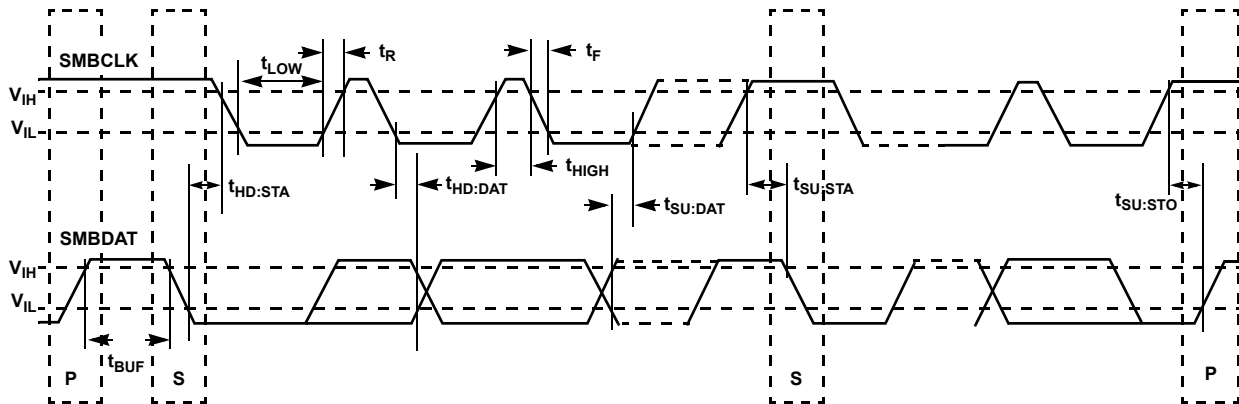 SMBCLK
tLOW
tR
tF
VIH
VIL
tHD:STA
tHD:DAT
tHIGH
tSU:DAT
tSU:STA
tSU:STO
SMBDAT
VIH
VIL
tBUF
P
S
S
P